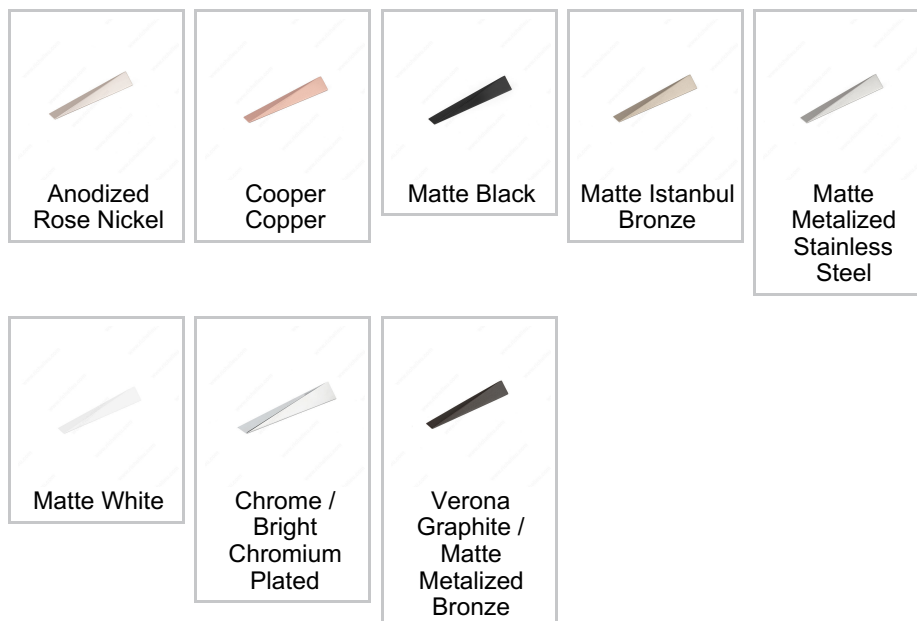 Anodized
Rose Nickel
Cooper
Copper
Matte Black
Matte Istanbul
Bronze
Matte
Metalized
Stainless
Steel
Matte White
Chrome /
Bright
Chromium
Plated
Verona
Graphite /
Matte
Metalized
Bronze